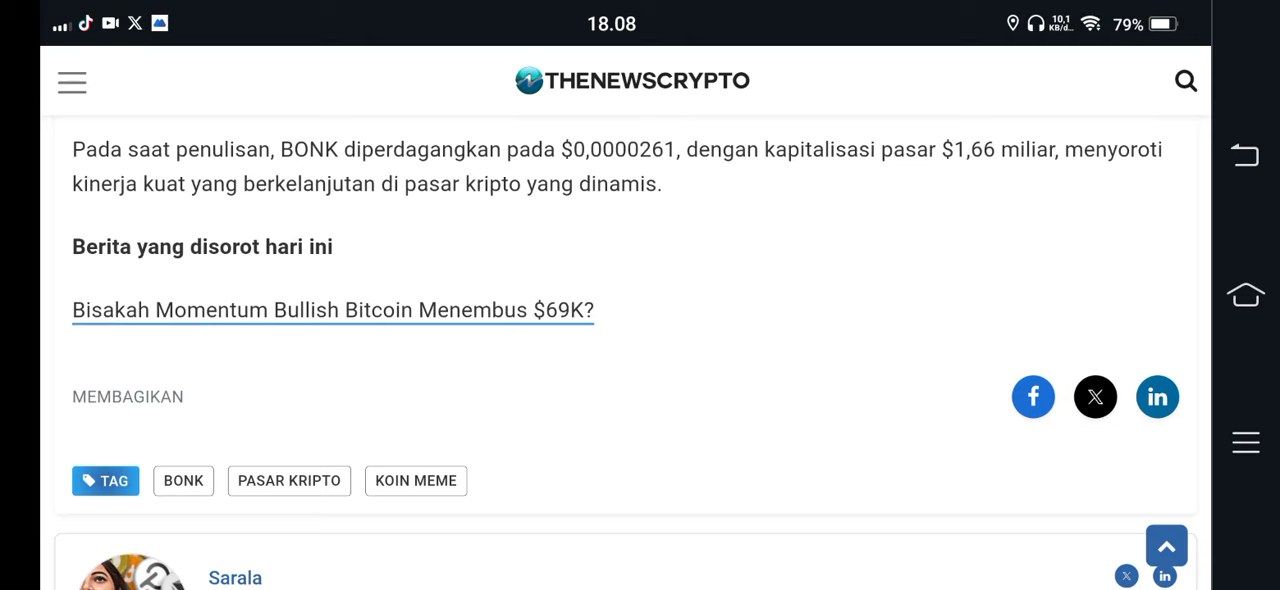 18.08
10,1
KB/d...
79%
THENEWSCRYPTO
Pada saat penulisan, BONK diperdagangkan pada $0,0000261, dengan kapitalisasi pasar $1,66 miliar, menyoroti
kinerja kuat yang berkelanjutan di pasar kripto yang dinamis.
Berita yang disorot hari ini
Bisakah Momentum Bullish Bitcoin Menembus $69K?
MEMBAGIKAN
TAG BONK PASAR KRIPTO KOIN MEME
Sarala